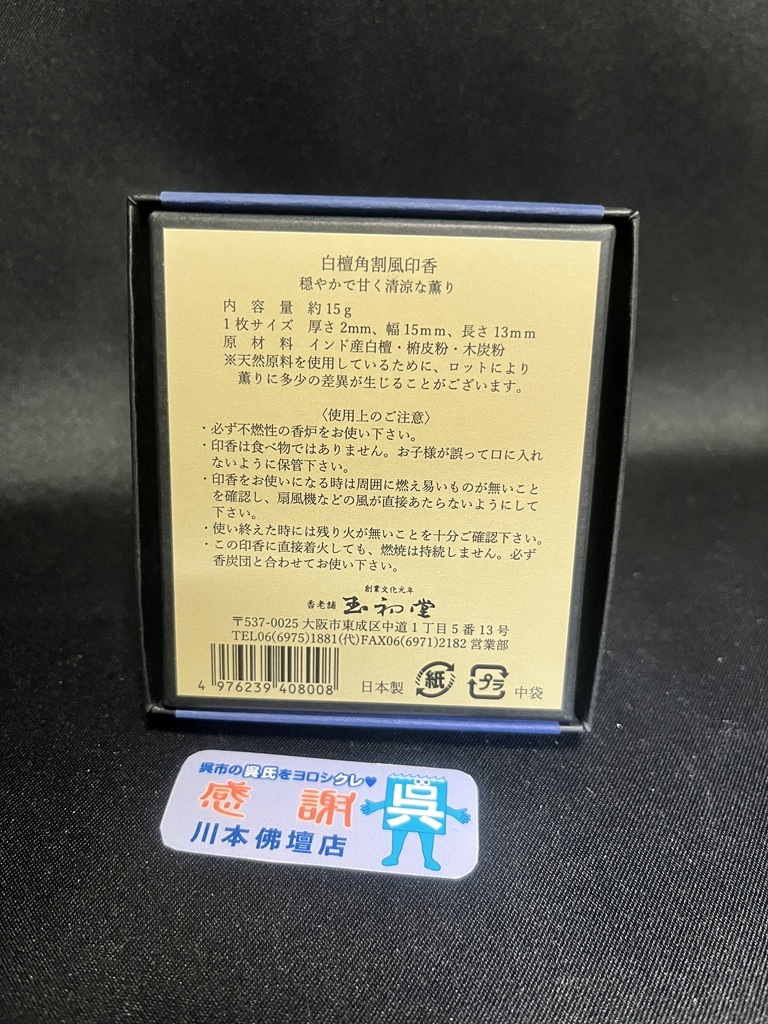 白檀角割風印香
穏やかで甘く清涼な薫り
内容量 約15g
1枚サイズ 厚さ2mm、幅15mm、長さ13mm
原材料 インド産白檀・椨皮粉・木炭粉
※天然原料を使用しているために、ロットにより
薫りに多少の差異が生じることがございます。
〈使用上のご注意〉
・必ず不燃性の香炉をお使い下さい。
・印香は食べ物ではありません。お子様が誤って口に入れ
ないように保管下さい。
・印香をお使いになる時は周囲に燃え易いものが無いこと
を確認し、扇風機などの風が直接あたらないようにして
下さい。
・使い終えた時には残り火が無いことを十分ご確認下さい。
・この印香に直接着火しても、燃焼は持続しません。必ず
香炭団と合わせてお使い下さい。
創業文化元年
香老舗 玉初堂
〒537-0025 大阪市東成区中道1丁目5番13号
TEL06(6975)1881(代)FAX06(6971)2182 営業部
4 976239 408008
日本製 紙 プラ 中袋
呉市の呉氏をヨロシクレ♥
感謝
呉
川本佛壇店